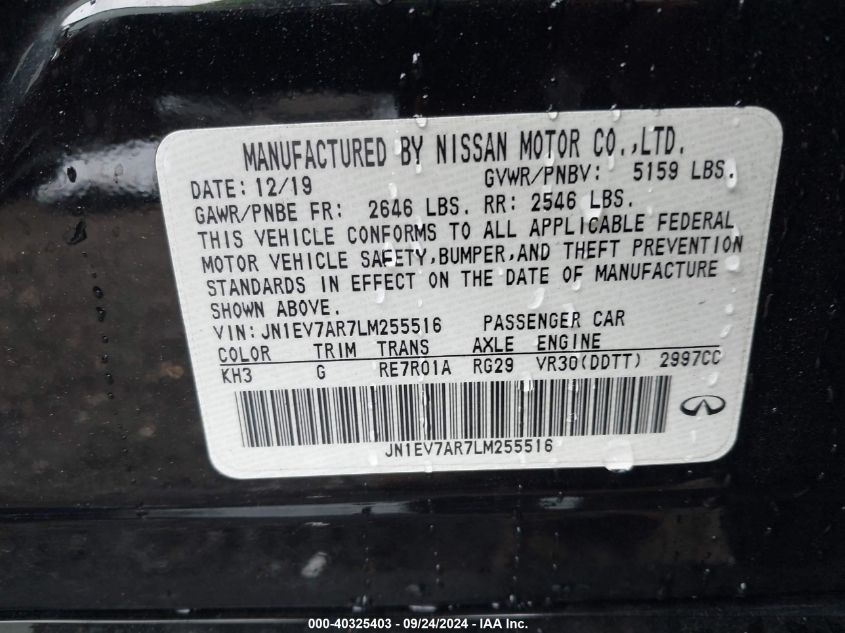 MANUFACTURED BY NISSAN MOTOR CO.,LTD.
DATE: 12/19 GVWR/PNBV: 5159 LBS.
GAWR/PNBE FR: 2646 LBS. RR: 2546 LBS.
THIS VEHICLE CONFORMS TO ALL APPLICABLE FEDERAL
MOTOR VEHICLE SAFETY,BUMPER,AND THEFT PREVENTION
STANDARDS IN EFFECT ON THE DATE OF MANUFACTURE
SHOWN ABOVE.
VIN:JN1EV7AR7LM255516 PASSENGER CAR
COLOR TRIM TRANS AXLE ENGINE
KH3 G RE7R01A RG29 VR30(DDTT) 2997CC
JN1EV7AR7LM255516
000-40325403 - 09/24/2024 - IAA Inc.